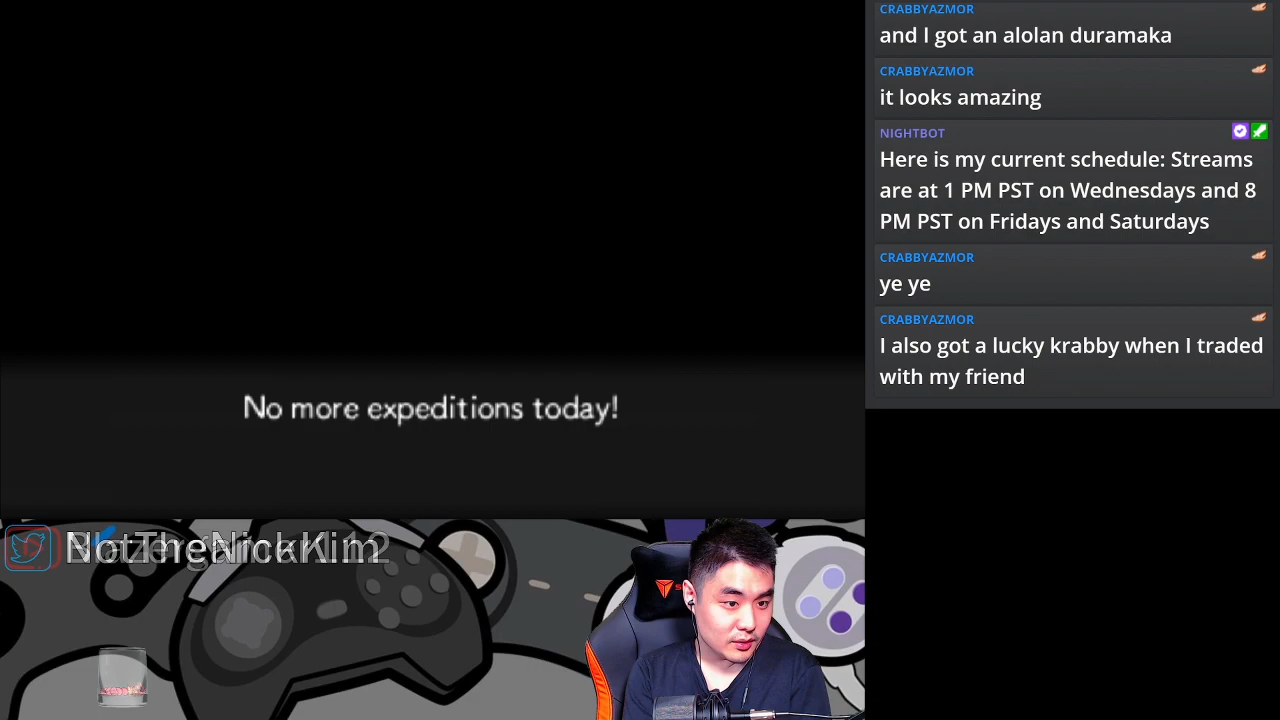 CRABBYAZMOR
and I got an alolan duramaka
CRABBYAZMOR
it looks amazing
NIGHTBOT
Here is my current schedule: Streams
are at 1 PM PST on Wednesdays and 8
PM PST on Fridays and Saturdays
CRABBYAZMOR
ye ye
CRABBYAZMOR
I also got a lucky krabby when I traded
with my friend
No more expeditions today!
NotTheNickKim